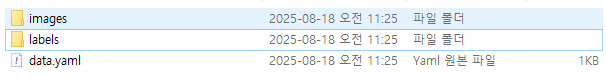 images 2025-08-18 오전 11:25 파일 폴더
labels 2025-08-18 오전 11:25 파일 폴더
data.yaml 2025-08-18 오전 11:25 Yaml 원본 파일 1KB